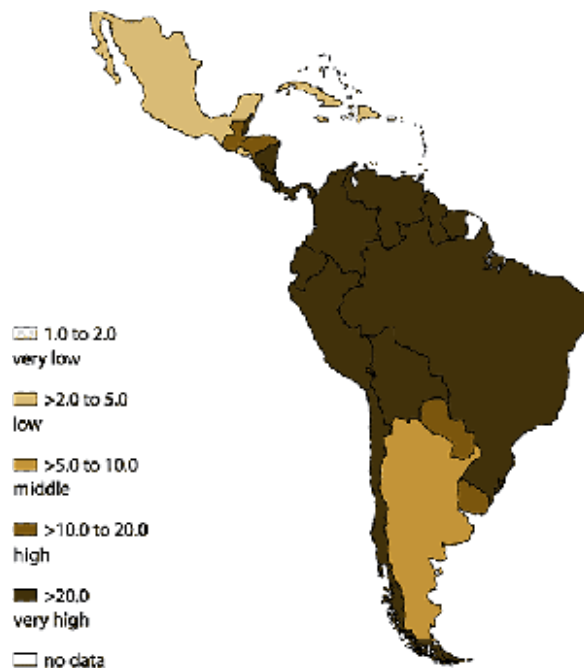 1.0 to 2.0
very low
>2.0 to 5.0
low
>5.0 to 10.0
middle
>10.0 to 20.0
high
>20.0
very high
no data